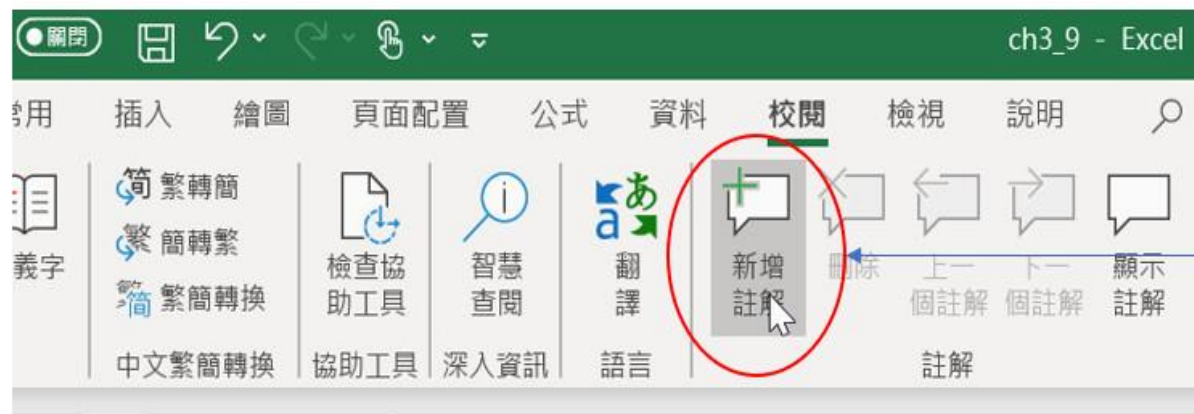 關閉 ch3_9 - Excel
常用 插入 繪圖 頁面配置 公式 資料 校閱 檢視 說明
繁轉簡
簡轉繁
繁簡轉換
義字
檢查協
助工具
智慧
查閱
翻
譯
新增
註解
刪除
上一
個註解
下一
個註解
顯示
註解
中文繁簡轉換 協助工具 深入資訊 語言 註解